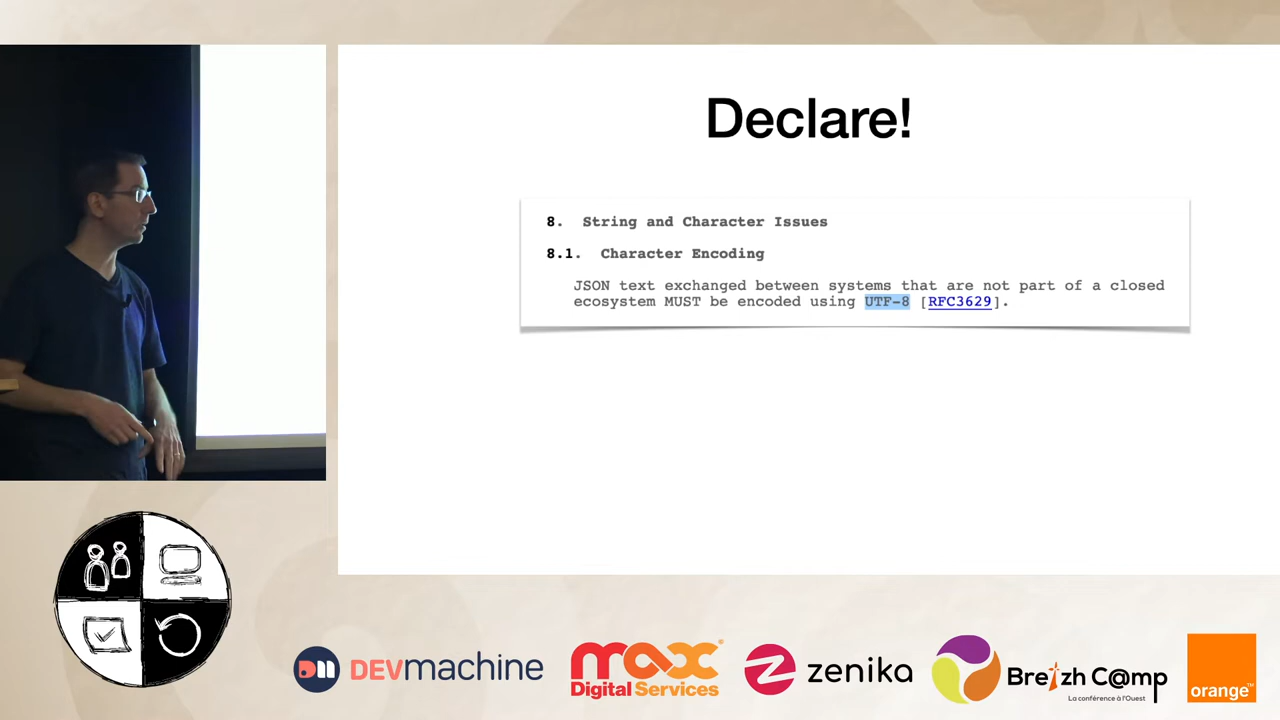 Declare!
8. String and Character Issues
8.1. Character Encoding
JSON text exchanged between systems that are not part of a closed
ecosystem MUST be encoded using UTF-8 [RFC3629].
DEVmachine
max
Digital Services
zenika
Breizh C@mp
La conférence à l'Ouest
orange™